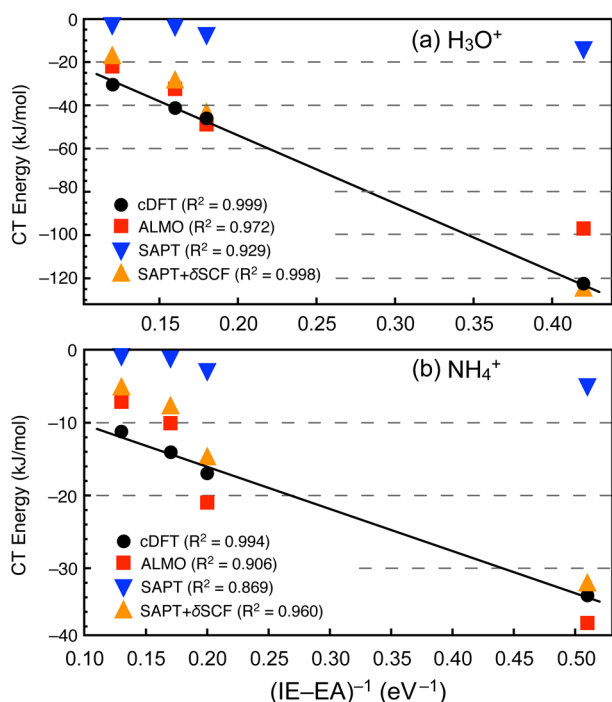 (a) H₃O⁺
0
−20
−40
−60
−80
−100
−120
CT Energy (kJ/mol)
cDFT (R² = 0.999)
ALMO (R² = 0.972)
SAPT (R² = 0.929)
SAPT+δSCF (R² = 0.998)
0.15 0.20 0.25 0.30 0.35 0.40
(b) NH₄⁺
0
−10
−20
−30
−40
CT Energy (kJ/mol)
cDFT (R² = 0.994)
ALMO (R² = 0.906)
SAPT (R² = 0.869)
SAPT+δSCF (R² = 0.960)
0.10 0.15 0.20 0.25 0.30 0.35 0.40 0.45 0.50
(IE–EA)⁻¹ (eV⁻¹)